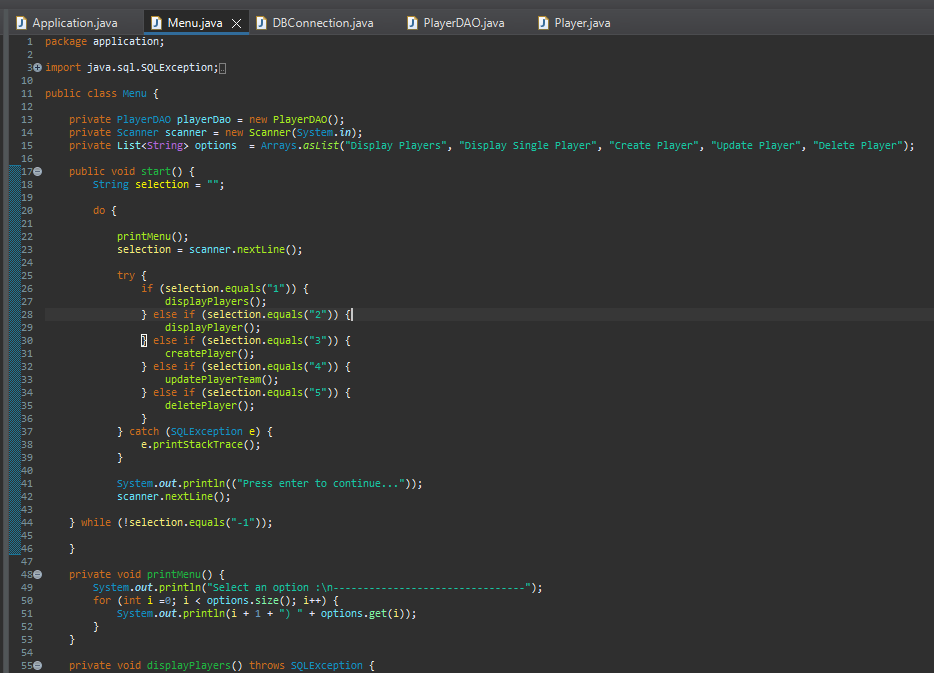 Application.java Menu.java DBConnection.java PlayerDAO.java Player.java
1 package application;
2
3 import java.sql.SQLException;
10
11 public class Menu {
12
13 private PlayerDAO playerDao = new PlayerDAO();
14 private Scanner scanner = new Scanner(System.in);
15 private List<String> options  = Arrays.asList("Display Players", "Display Single Player", "Create Player", "Update Player", "Delete Player");
16
17 public void start() {
18 String selection = "";
19
20 do {
21
22 printMenu();
23 selection = scanner.nextLine();
24
25 try {
26 if (selection.equals("1")) {
27 displayPlayers();
28 } else if (selection.equals("2")) {
29 displayPlayer();
30 } else if (selection.equals("3")) {
31 createPlayer();
32 } else if (selection.equals("4")) {
33 updatePlayerTeam();
34 } else if (selection.equals("5")) {
35 deletePlayer();
36 }
37 } catch (SQLException e) {
38 e.printStackTrace();
39 }
40
41 System.out.println(("Press enter to continue..."));
42 scanner.nextLine();
43
44 } while (!selection.equals("-1"));
45
46 }
47
48 private void printMenu() {
49 System.out.println("Select an option :\n--------------------------------");
50 for (int i =0; i < options.size(); i++) {
51 System.out.println(i + 1 + ") " + options.get(i));
52 }
53 }
54
55 private void displayPlayers() throws SQLException {